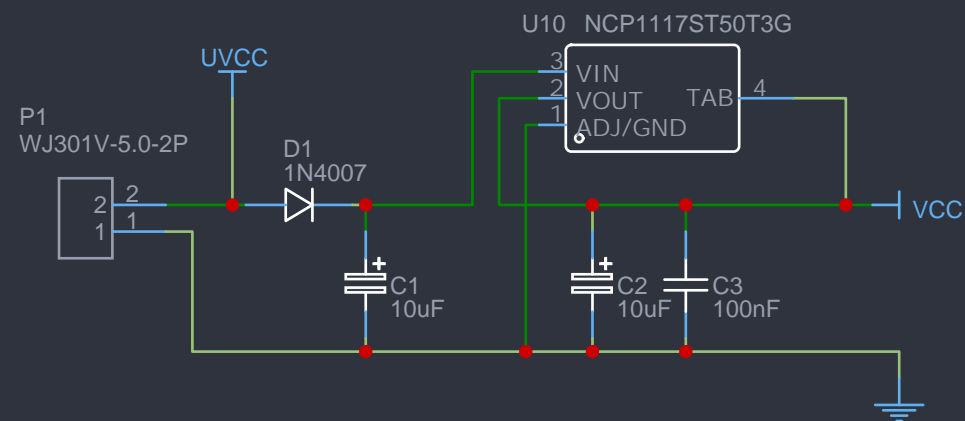 U10 NCP1117ST50T3G
UVCC
3 VIN
2 VOUT TAB 4
1 ADJ/GND
P1
WJ301V-5.0-2P
D1
1N4007
2 2
1 1
VCC
+ +
C1 C2 C3
10uF 10uF 100nF